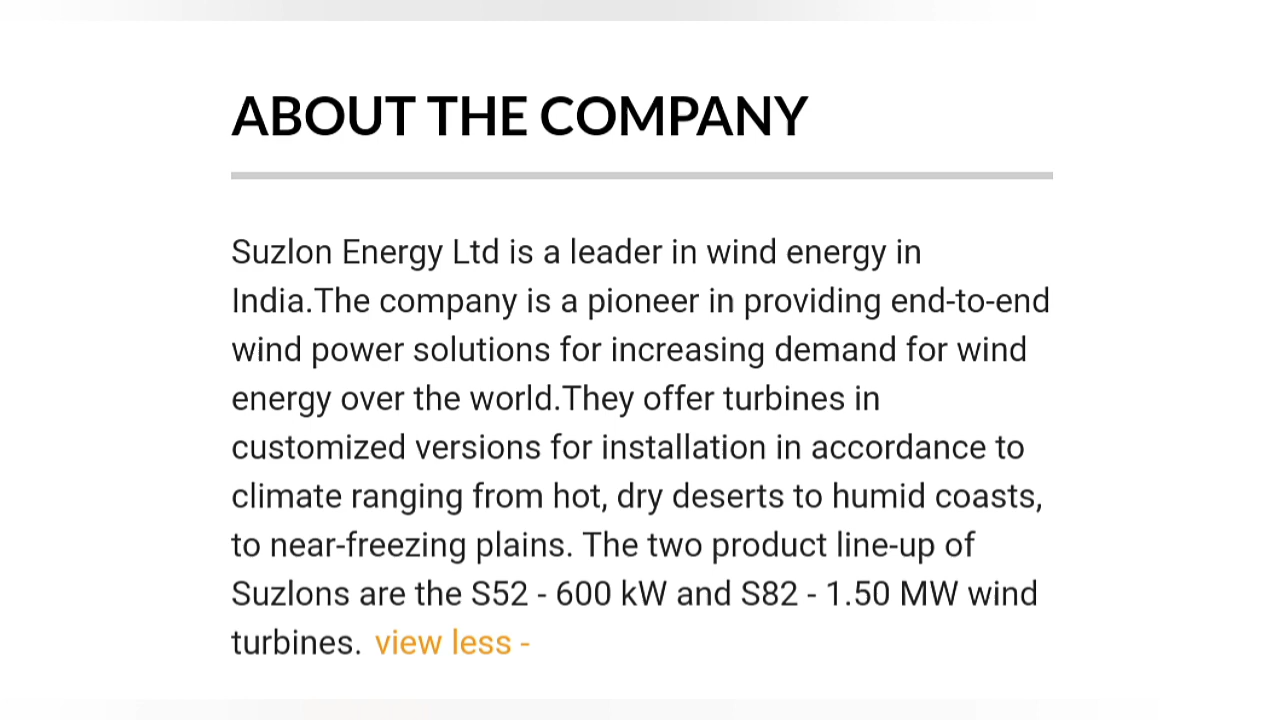 ABOUT THE COMPANY
Suzlon Energy Ltd is a leader in wind energy in
India.The company is a pioneer in providing end-to-end
wind power solutions for increasing demand for wind
energy over the world.They offer turbines in
customized versions for installation in accordance to
climate ranging from hot, dry deserts to humid coasts,
to near-freezing plains. The two product line-up of
Suzlons are the S52 - 600 kW and S82 - 1.50 MW wind
turbines. view less -